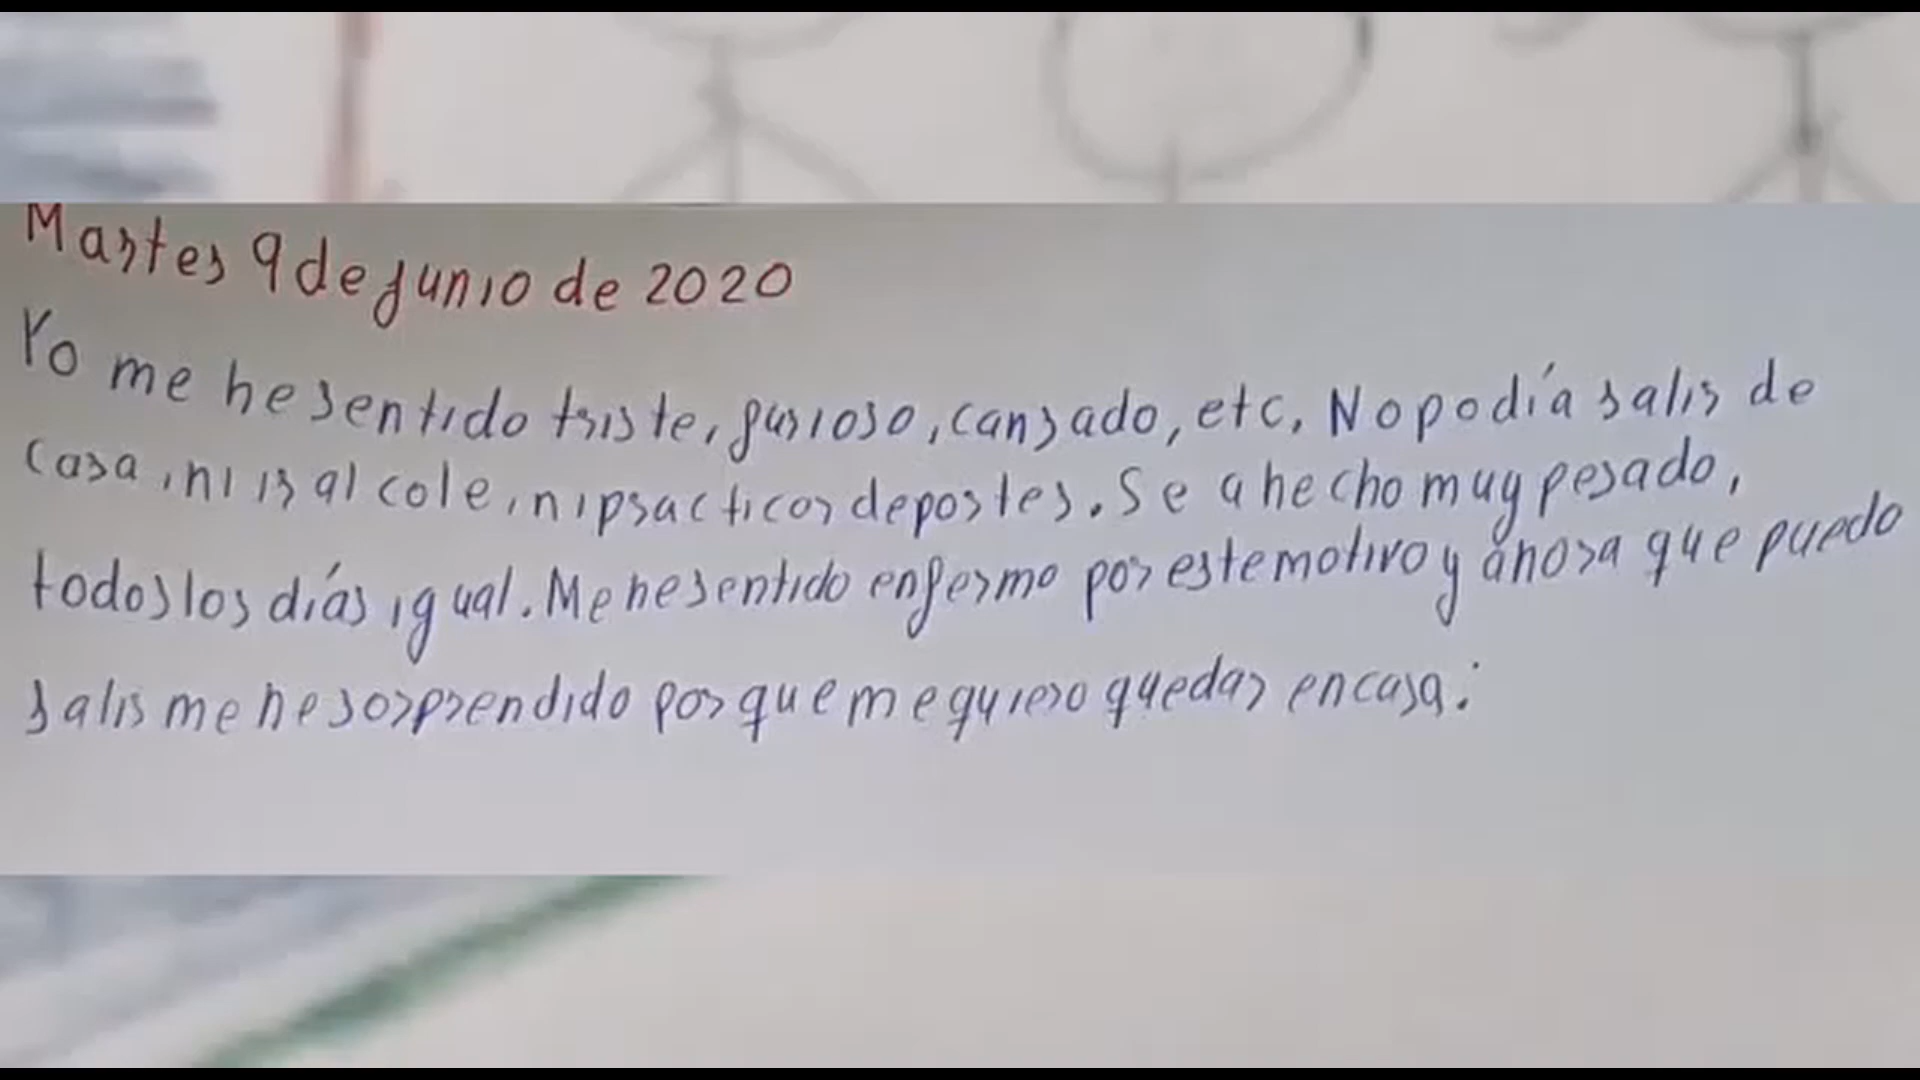 Martes 9 de junio de 2020
Yo me he sentido triste, furioso, cansado, etc. No podía salir de
casa, ni ir al cole, ni practicar deportes. Se a hecho muy pesado,
todos los días igual. Me he sentido enfermo por este motivo y ahora que puedo
salir me he sorprendido porque me quiero quedar en casa.